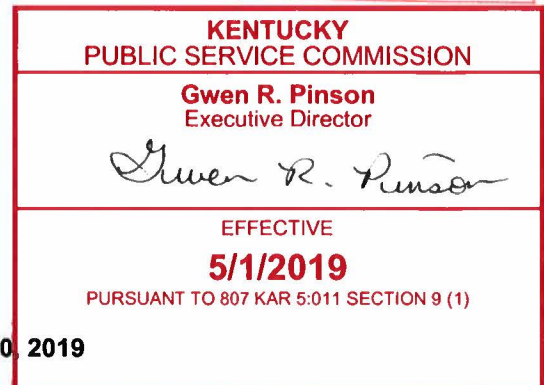 KENTUCKY
PUBLIC SERVICE COMMISSION
Gwen R. Pinson
Executive Director
Gwen R. Pinson
EFFECTIVE
5/1/2019
PURSUANT TO 807 KAR 5:011 SECTION 9 (1)
0, 2019